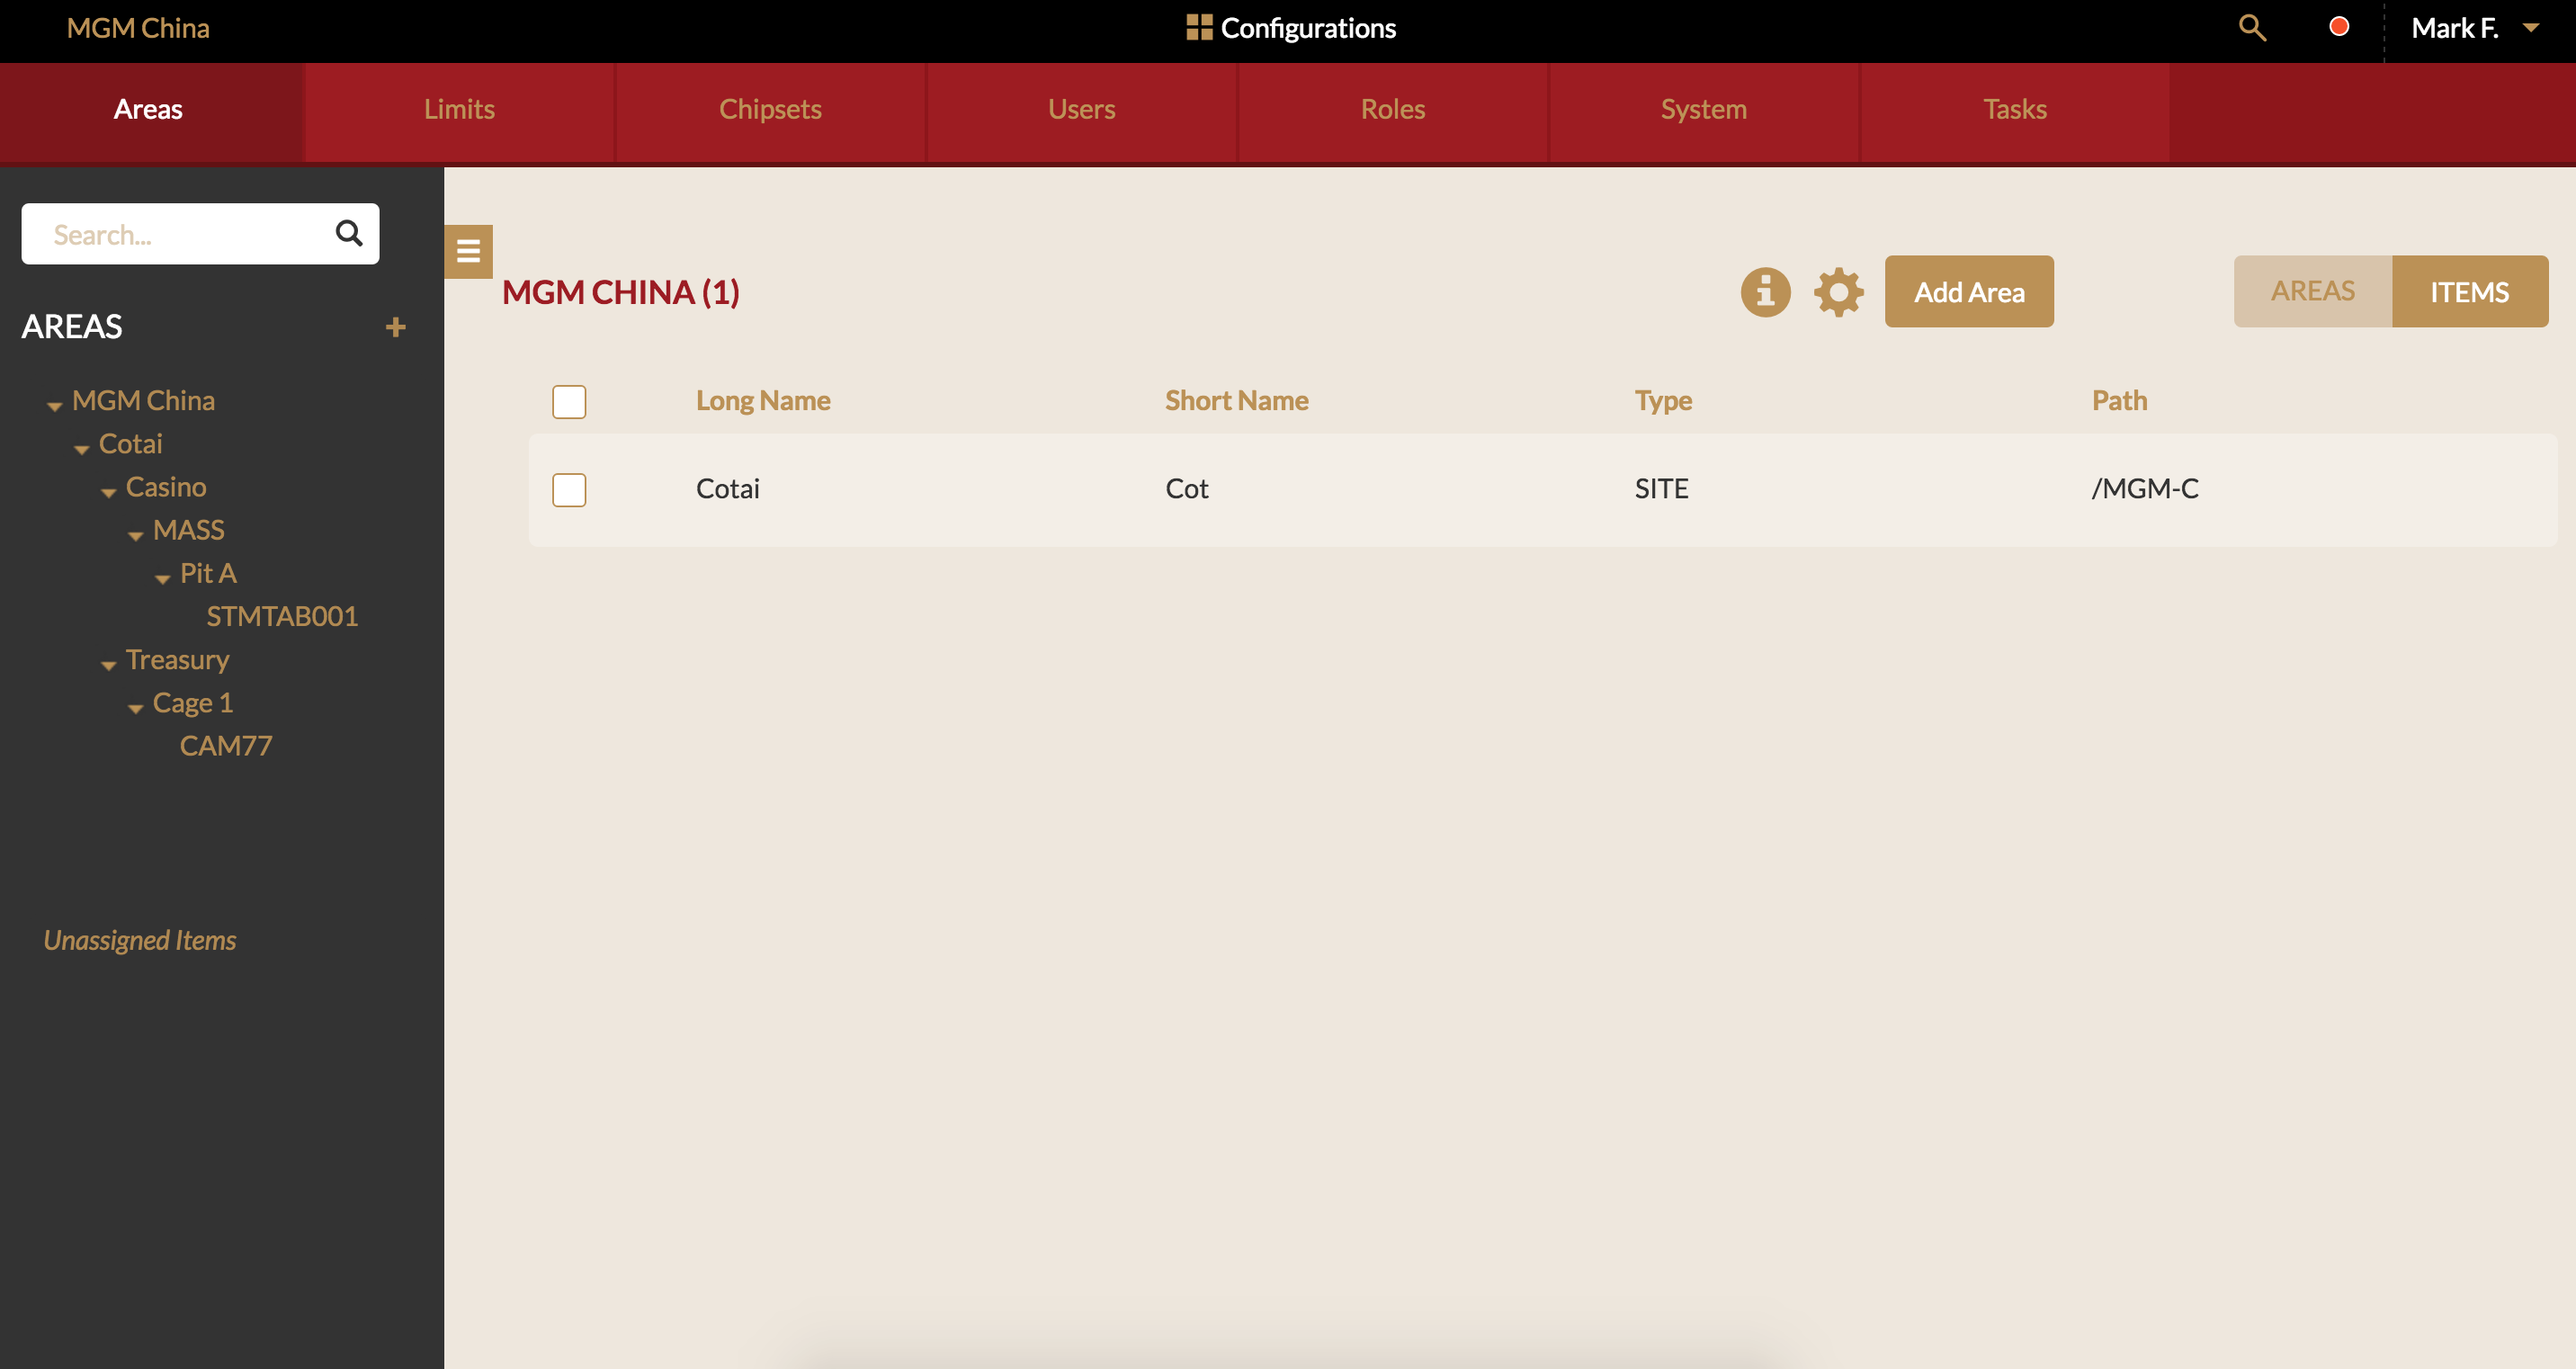 MGM China
Configurations
Mark F.
Areas
Limits
Chipsets
Users
Roles
System
Tasks
Search...
AREAS
MGM China
Cotai
Casino
MASS
Pit A
STMTAB001
Treasury
Cage 1
CAM77
Unassigned Items
MGM CHINA (1)
Add Area
AREAS
ITEMS
Long Name Short Name Type Path
Cotai Cot SITE /MGM-C